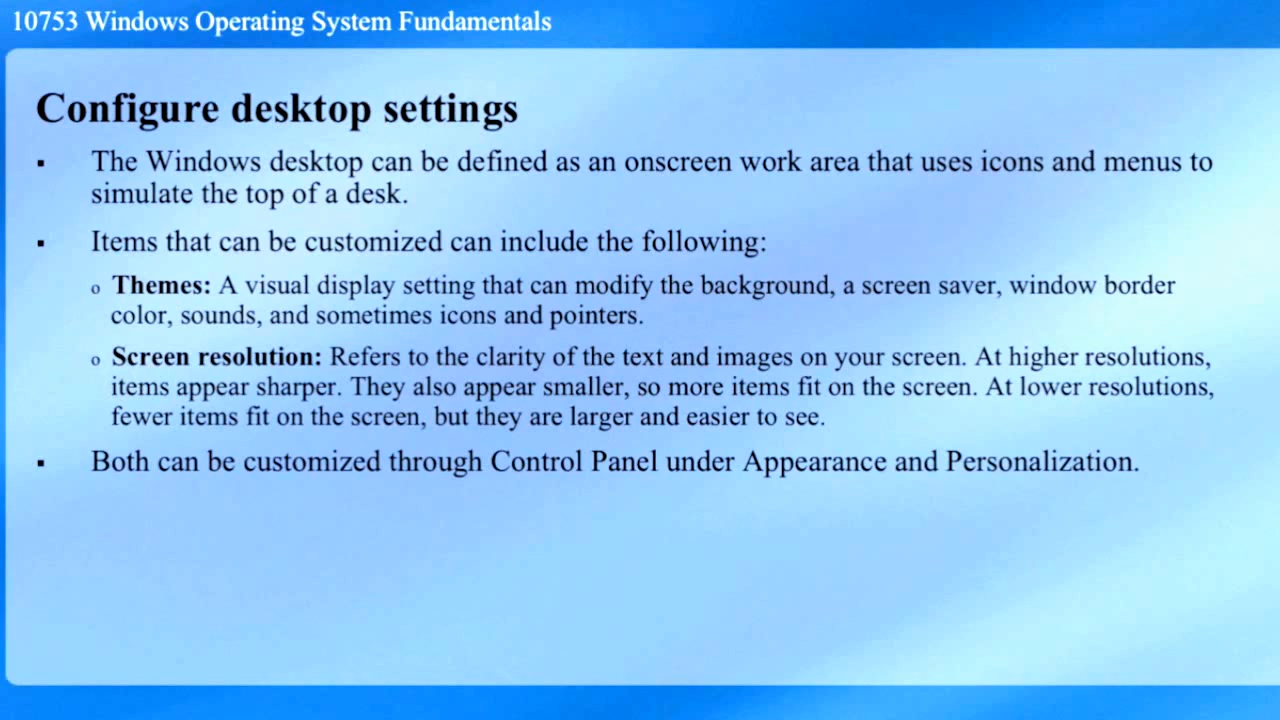 10753 Windows Operating System Fundamentals
Configure desktop settings
▪ The Windows desktop can be defined as an onscreen work area that uses icons and menus to
simulate the top of a desk.
▪ Items that can be customized can include the following:
o Themes: A visual display setting that can modify the background, a screen saver, window border
color, sounds, and sometimes icons and pointers.
o Screen resolution: Refers to the clarity of the text and images on your screen. At higher resolutions,
items appear sharper. They also appear smaller, so more items fit on the screen. At lower resolutions,
fewer items fit on the screen, but they are larger and easier to see.
▪ Both can be customized through Control Panel under Appearance and Personalization.